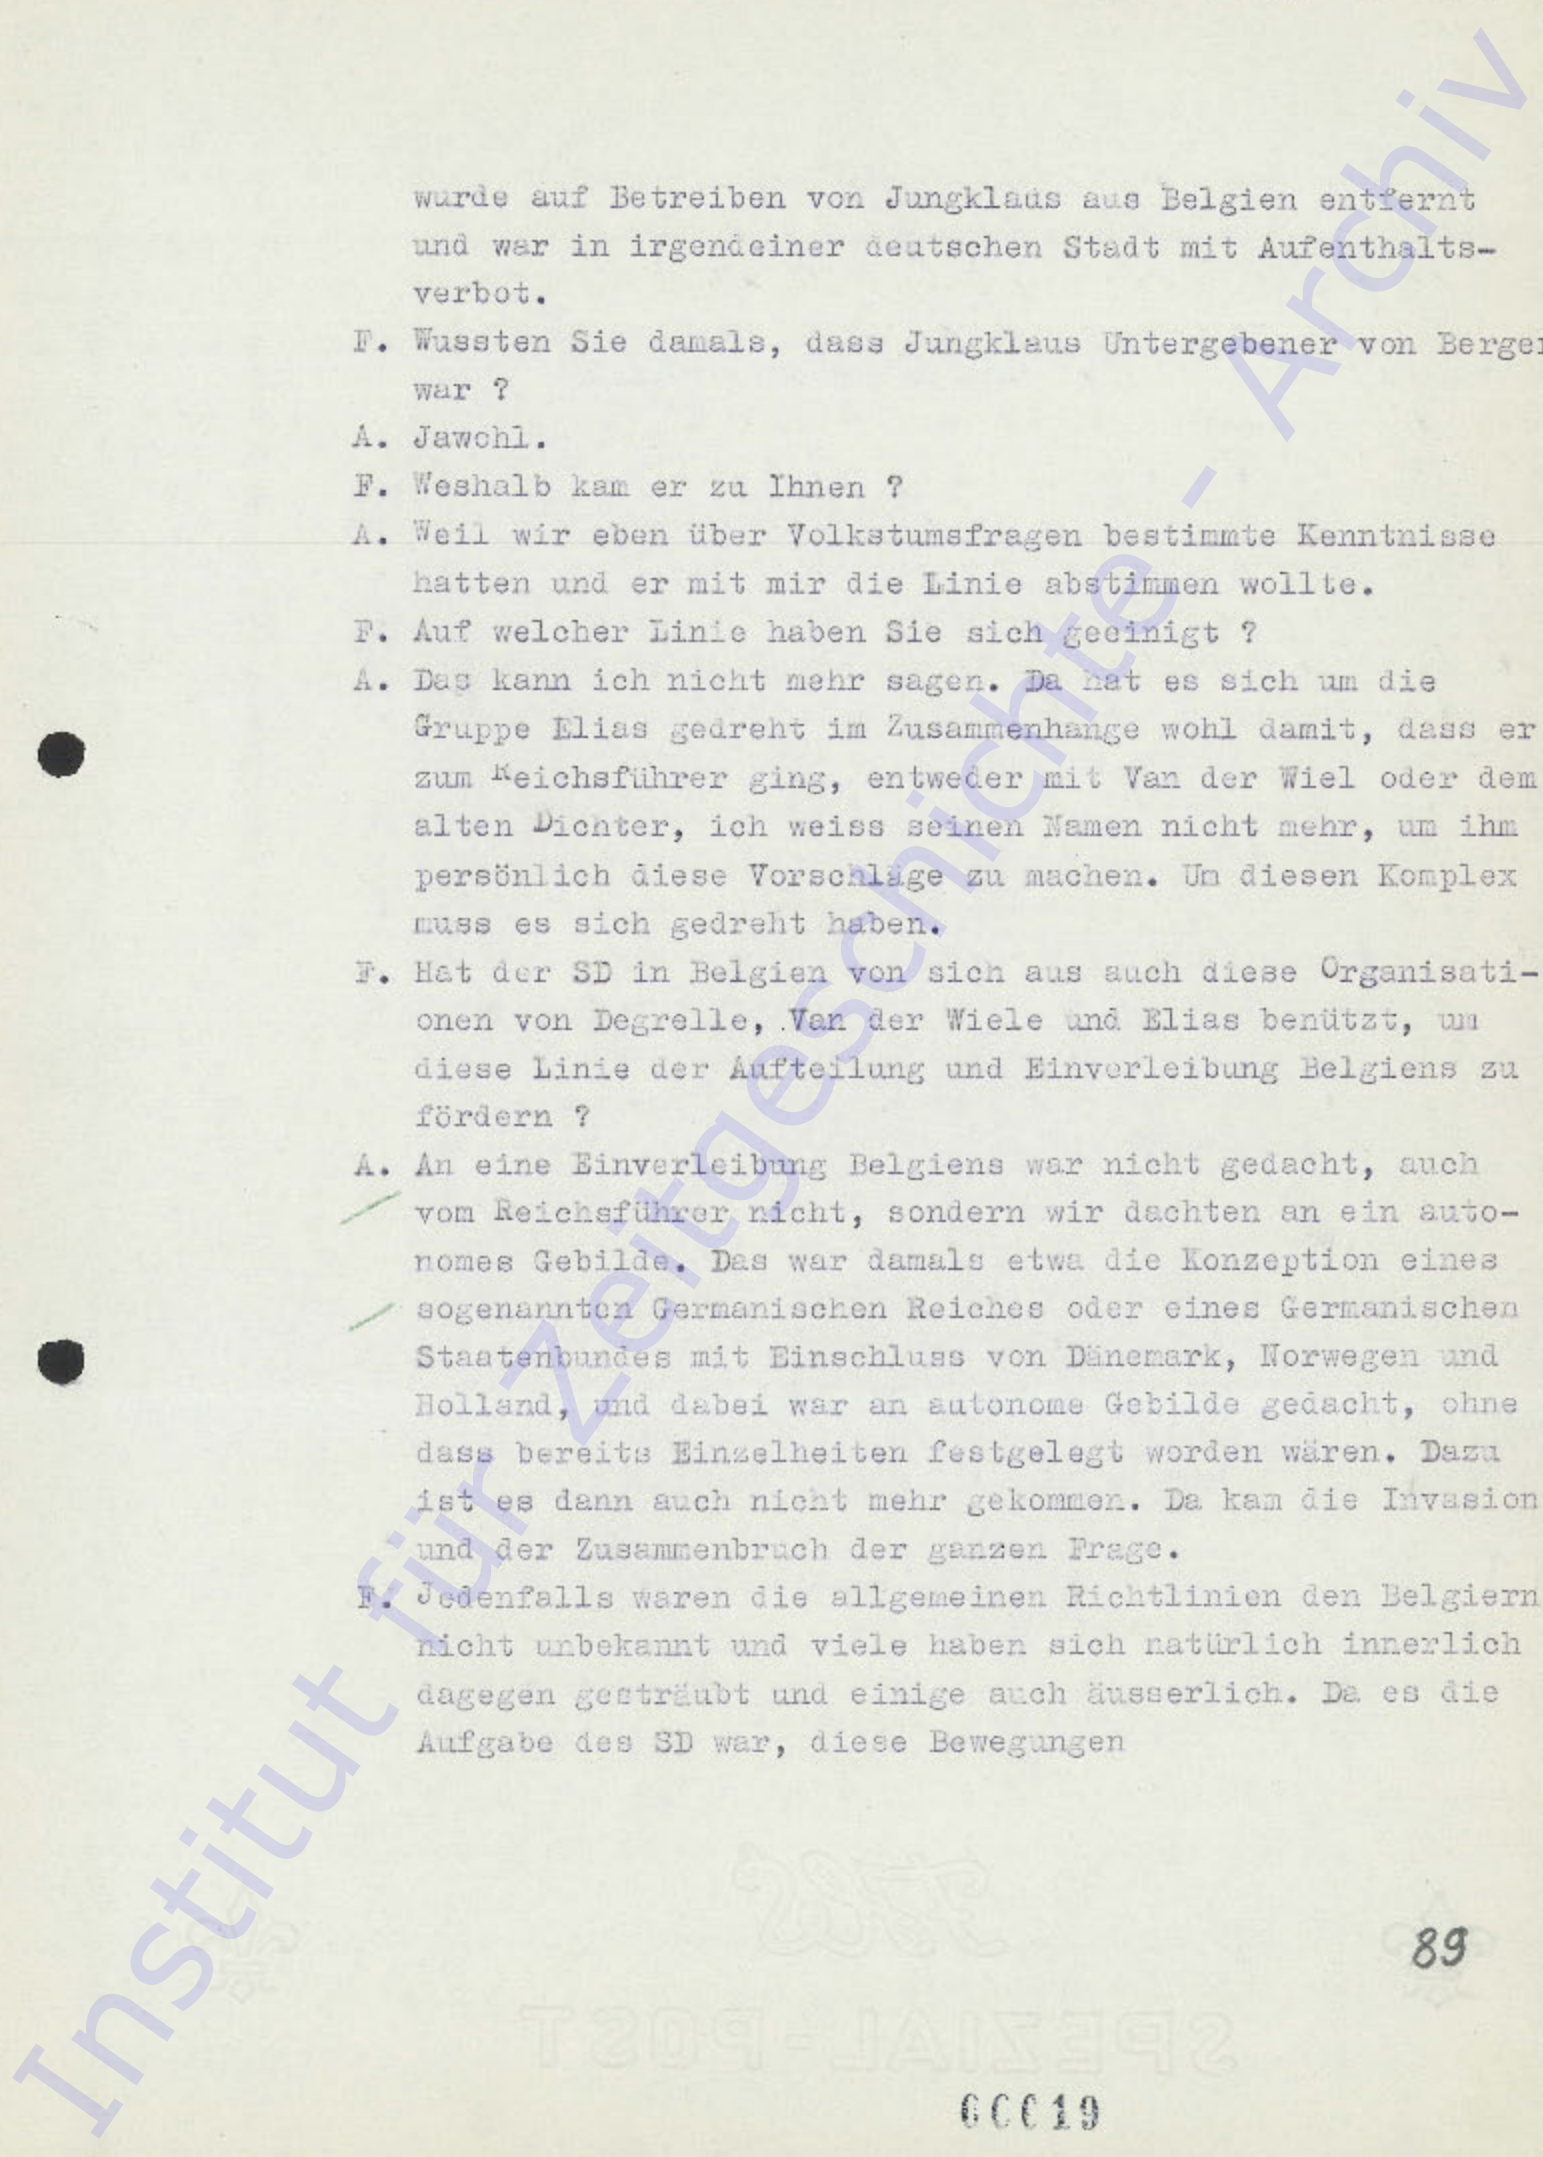 wurde auf Betreiben von Jungklaus aus Belgien entfernt
und war in irgendeiner deutschen Stadt mit Aufenthalts-
verbot.
F. Wussten Sie damals, dass Jungklaus Untergebener von Berger
war ?
A. Jawohl.
F. Weshalb kam er zu Ihnen ?
A. Weil wir eben über Volkstumsfragen bestimmte Kenntnisse
hatten und er mit mir die Linie abstimmen wollte.
F. Auf welcher Linie haben Sie sich geeinigt ?
A. Das kann ich nicht mehr sagen. Da hat es sich um die
Gruppe Elias gedreht im Zusammenhange wohl damit, dass er
zum Reichsführer ging, entweder mit Van der Wiel oder dem
alten Dichter, ich weiss seinen Namen nicht mehr, um ihm
persönlich diese Vorschläge zu machen. Um diesen Komplex
muss es sich gedreht haben.
F. Hat der SD in Belgien von sich aus auch diese Organisati-
onen von Degrelle, Van der Wiele und Elias benützt, um
diese Linie der Aufteilung und Einverleibung Belgiens zu
fördern ?
A. An eine Einverleibung Belgiens war nicht gedacht, auch
vom Reichsführer nicht, sondern wir dachten an ein auto-
nomes Gebilde. Das war damals etwa die Konzeption eines
sogenannten Germanischen Reiches oder eines Germanischen
Staatenbundes mit Einschluss von Dänemark, Norwegen und
Holland, und dabei war an autonome Gebilde gedacht, ohne
dass bereits Einzelheiten festgelegt worden wären. Dazu
ist es dann auch nicht mehr gekommen. Da kam die Invasion
und der Zusammenbruch der ganzen Frage.
F. Jedenfalls waren die allgemeinen Richtlinien den Belgiern
nicht unbekannt und viele haben sich natürlich innerlich
dagegen gesträubt und einige auch äusserlich. Da es die
Aufgabe des SD war, diese Bewegungen
89
SPEZIAL-POST
00019
Institut für Zeitgeschichte - Archiv